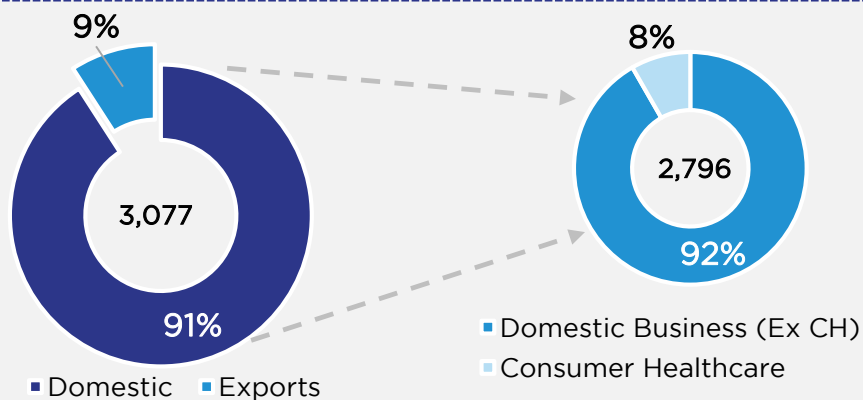 9%
3,077
91%
Domestic Exports
8%
2,796
92%
Domestic Business (Ex CH)
Consumer Healthcare